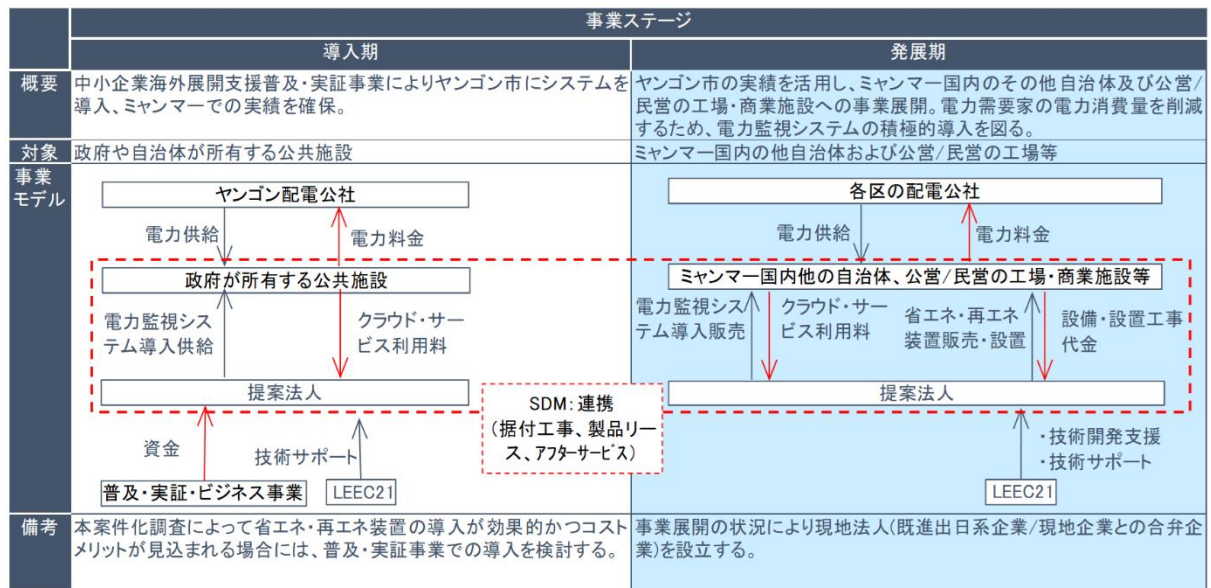 事業ステージ
導入期
発展期
概要
中小企業海外展開支援普及・実証事業によりヤンゴン市にシステムを
導入、ミャンマーでの実績を確保。
ヤンゴン市の実績を活用し、ミャンマー国内のその他自治体及び公営/
民営の工場・商業施設への事業展開。電力需要家の電力消費量を削減
するため、電力監視システムの積極的導入を図る。
対象
政府や自治体が所有する公共施設
ミャンマー国内の他自治体および公営/民営の工場等
事業
モデル
ヤンゴン配電公社
電力供給
電力料金
政府が所有する公共施設
電力監視シス
テム導入供給
クラウド・サー
ビス利用料
提案法人
資金
技術サポート
普及・実証・ビジネス事業
LEEC21
SDM:連携
(据付工事、製品リー
ス、アフターサービス)
各区の配電公社
電力供給
電力料金
ミャンマー国内他の自治体、公営/民営の工場・商業施設等
電力監視シス
テム導入販売
クラウド・サー
ビス利用料
省エネ・再エネ
装置販売・設置
設備・設置工事
代金
提案法人
・技術開発支援
・技術サポート
LEEC21
備考
本案件化調査によって省エネ・再エネ装置の導入が効果的かつコスト
メリットが見込まれる場合には、普及・実証事業での導入を検討する。
事業展開の状況により現地法人(既進出日系企業/現地企業との合弁企
業)を設立する。